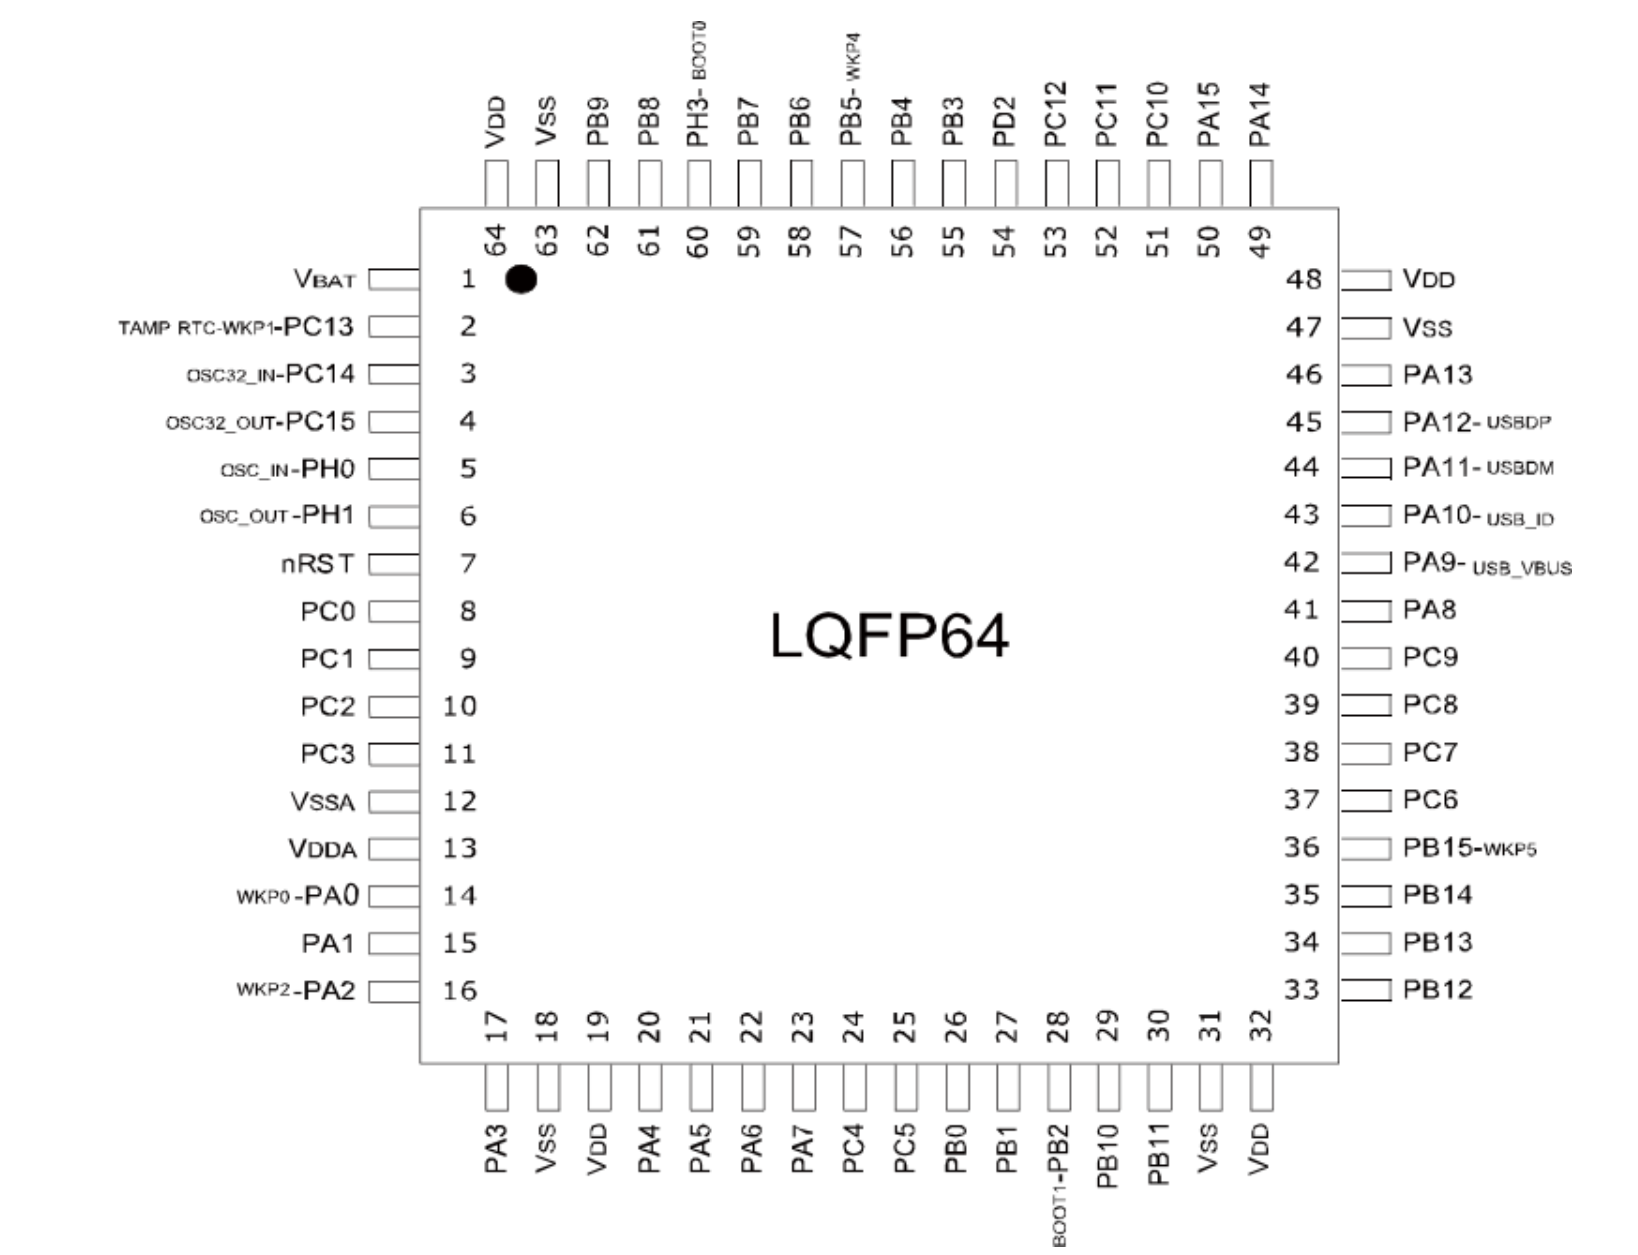 VDD
VSS
PB9
PB8
PH3- BOOT0
PB7
PB6
PB5- WKP4
PB4
PB3
PD2
PC12
PC11
PC10
PA15
PA14
64
63
62
61
60
59
58
57
56
55
54
53
52
51
50
49
VBAT 1
TAMP RTC-WKP1-PC13 2
OSC32_IN-PC14 3
OSC32_OUT-PC15 4
OSC_IN-PH0 5
OSC_OUT-PH1 6
nRST 7
PC0 8
PC1 9
PC2 10
PC3 11
VSSA 12
VDDA 13
WKP0-PA0 14
PA1 15
WKP2-PA2 16
LQFP64
48 VDD
47 VSS
46 PA13
45 PA12- USBDP
44 PA11- USBDM
43 PA10- USB_ID
42 PA9- USB_VBUS
41 PA8
40 PC9
39 PC8
38 PC7
37 PC6
36 PB15-WKP5
35 PB14
34 PB13
33 PB12
17
18
19
20
21
22
23
24
25
26
27
28
29
30
31
32
PA3
VSS
VDD
PA4
PA5
PA6
PA7
PC4
PC5
PB0
PB1
BOOT1-PB2
PB10
PB11
VSS
VDD